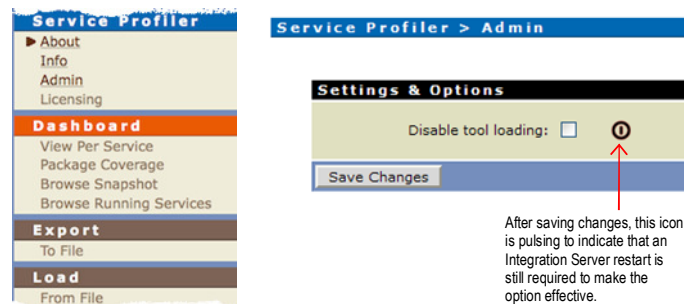 Service Profiler
About
Info
Admin
Licensing
Dashboard
View Per Service
Package Coverage
Browse Snapshot
Browse Running Services
Export
To File
Load
From File
Service Profiler > Admin
Settings & Options
Disable tool loading:
Save Changes
After saving changes, this icon
is pulsing to indicate that an
Integration Server restart is
still required to make the
option effective.